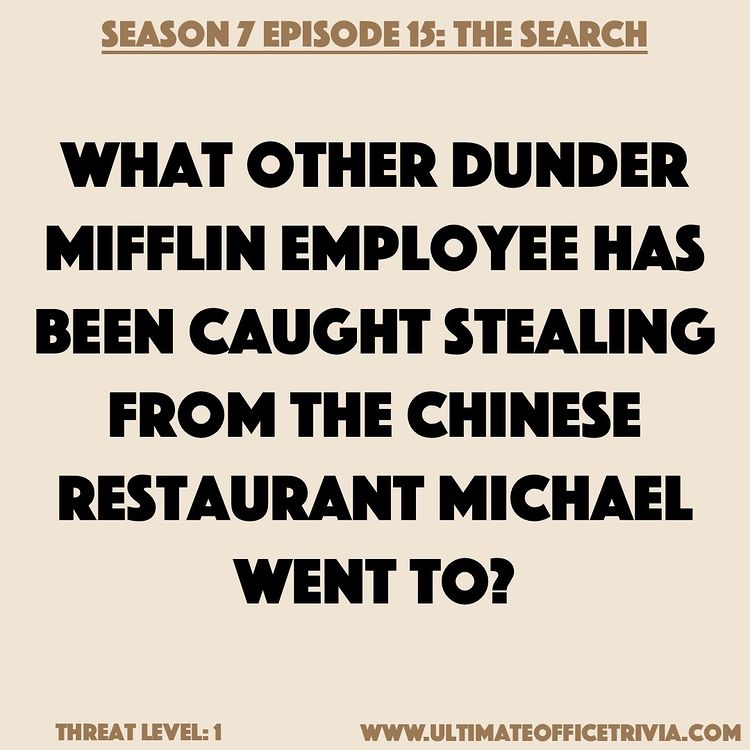 SEASON 7 EPISODE 15: THE SEARCH
WHAT OTHER DUNDER
MIFFLIN EMPLOYEE HAS
BEEN CAUGHT STEALING
FROM THE CHINESE
RESTAURANT MICHAEL
WENT TO?
THREAT LEVEL: 1
WWW.ULTIMATEOFFICETRIVIA.COM